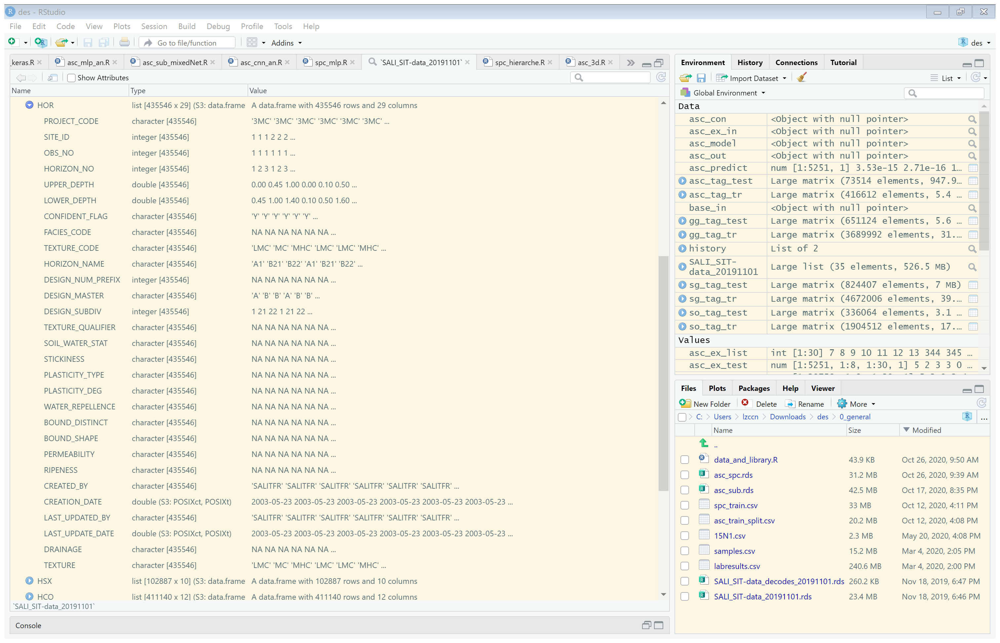 des - RStudio
File Edit Code View Plots Session Build Debug Profile Tools Help
Go to file/function Addins des
_keras.R asc_mlp_an.R asc_sub_mixedNet.R asc_cnn_an.R spc_mlp.R `SALI_SIT-data_20191101` spc_hierarche.R asc_3d.R
Show Attributes
Name Type Value
HOR list [435546 x 29] (S3: data.frame A data.frame with 435546 rows and 29 columns
PROJECT_CODE character [435546] '3MC' '3MC' '3MC' '3MC' '3MC' '3MC' ...
SITE_ID integer [435546] 1 1 1 2 2 2 ...
OBS_NO integer [435546] 1 1 1 1 1 1 ...
HORIZON_NO integer [435546] 1 2 3 1 2 3 ...
UPPER_DEPTH double [435546] 0.00 0.45 1.00 0.00 0.10 0.50 ...
LOWER_DEPTH double [435546] 0.45 1.00 1.40 0.10 0.50 1.60 ...
CONFIDENT_FLAG character [435546] 'Y' 'Y' 'Y' 'Y' 'Y' 'Y' ...
FACIES_CODE character [435546] NA NA NA NA NA NA ...
TEXTURE_CODE character [435546] 'LMC' 'MC' 'MHC' 'LMC' 'LMC' 'MHC' ...
HORIZON_NAME character [435546] 'A1' 'B21' 'B22' 'A1' 'B21' 'B22' ...
DESIGN_NUM_PREFIX integer [435546] NA NA NA NA NA NA ...
DESIGN_MASTER character [435546] 'A' 'B' 'B' 'A' 'B' 'B' ...
DESIGN_SUBDIV integer [435546] 1 21 22 1 21 22 ...
TEXTURE_QUALIFIER character [435546] NA NA NA NA NA NA ...
SOIL_WATER_STAT character [435546] NA NA NA NA NA NA ...
STICKINESS character [435546] NA NA NA NA NA NA ...
PLASTICITY_TYPE character [435546] NA NA NA NA NA NA ...
PLASTICITY_DEG character [435546] NA NA NA NA NA NA ...
WATER_REPELLENCE character [435546] NA NA NA NA NA NA ...
BOUND_DISTINCT character [435546] NA NA NA NA NA NA ...
BOUND_SHAPE character [435546] NA NA NA NA NA NA ...
PERMEABILITY character [435546] NA NA NA NA NA NA ...
RIPENESS character [435546] NA NA NA NA NA NA ...
CREATED_BY character [435546] 'SALITFR' 'SALITFR' 'SALITFR' 'SALITFR' 'SALITFR' 'SALITFR' ...
CREATION_DATE double (S3: POSIXct, POSIXt) 2003-05-23 2003-05-23 2003-05-23 2003-05-23 2003-05-23 2003-05-23 ...
LAST_UPDATED_BY character [435546] 'SALITFR' 'SALITFR' 'SALITFR' 'SALITFR' 'SALITFR' 'SALITFR' ...
LAST_UPDATE_DATE double (S3: POSIXct, POSIXt) 2003-05-23 2003-05-23 2003-05-23 2003-05-23 2003-05-23 2003-05-23 ...
DRAINAGE character [435546] NA NA NA NA NA NA ...
TEXTURE character [435546] 'LMC' 'MC' 'MHC' 'LMC' 'LMC' 'MHC' ...
HSX list [102887 x 10] (S3: data.frame A data.frame with 102887 rows and 10 columns
HCO list [411140 x 12] (S3: data.frame A data.frame with 411140 rows and 12 columns
`SALI_SIT-data_20191101`
Console
Environment History Connections Tutorial
Import Dataset List
Global Environment
Data
asc_con <Object with null pointer>
asc_ex_in <Object with null pointer>
asc_model <Object with null pointer>
asc_out <Object with null pointer>
asc_predict num [1:5251, 1] 3.53e-15 2.71e-16 1...
asc_tag_test Large matrix (73514 elements, 947.9...
asc_tag_tr Large matrix (416612 elements, 5.4 ...
base_in <Object with null pointer>
gg_tag_test Large matrix (651124 elements, 5.6 ...
gg_tag_tr Large matrix (3689992 elements, 31....
history List of 2
SALI_SIT-
data_20191101 Large list (35 elements, 526.5 MB)
sg_tag_test Large matrix (824407 elements, 7 MB)
sg_tag_tr Large matrix (4672006 elements, 39....
so_tag_test Large matrix (336064 elements, 3.1 ...
so_tag_tr Large matrix (1904512 elements, 17....
Values
asc_ex_list int [1:30] 7 8 9 10 11 12 13 344 345 ...
asc_ex_test num [1:5251, 1:8, 1:30, 1] 5 2 3 3 0 ...
Files Plots Packages Help Viewer
New Folder Delete Rename More
C: Users lzccn Downloads des 0_general ...
Name Size Modified
..
data_and_library.R 43.9 KB Oct 26, 2020, 9:50 AM
asc_spc.rds 31.2 MB Oct 26, 2020, 9:39 AM
asc_sub.rds 42.5 MB Oct 17, 2020, 8:35 PM
spc_train.csv 33 MB Oct 12, 2020, 4:11 PM
asc_train_split.csv 20.2 MB Oct 12, 2020, 4:08 PM
15N1.csv 2.3 MB May 20, 2020, 4:08 PM
samples.csv 15.2 MB Mar 4, 2020, 2:05 PM
labresults.csv 240.6 MB Mar 4, 2020, 2:00 PM
SALI_SIT-data_decodes_20191101.rds 260.2 KB Nov 18, 2019, 6:47 PM
SALI_SIT-data_20191101.rds 23.4 MB Nov 18, 2019, 6:46 PM